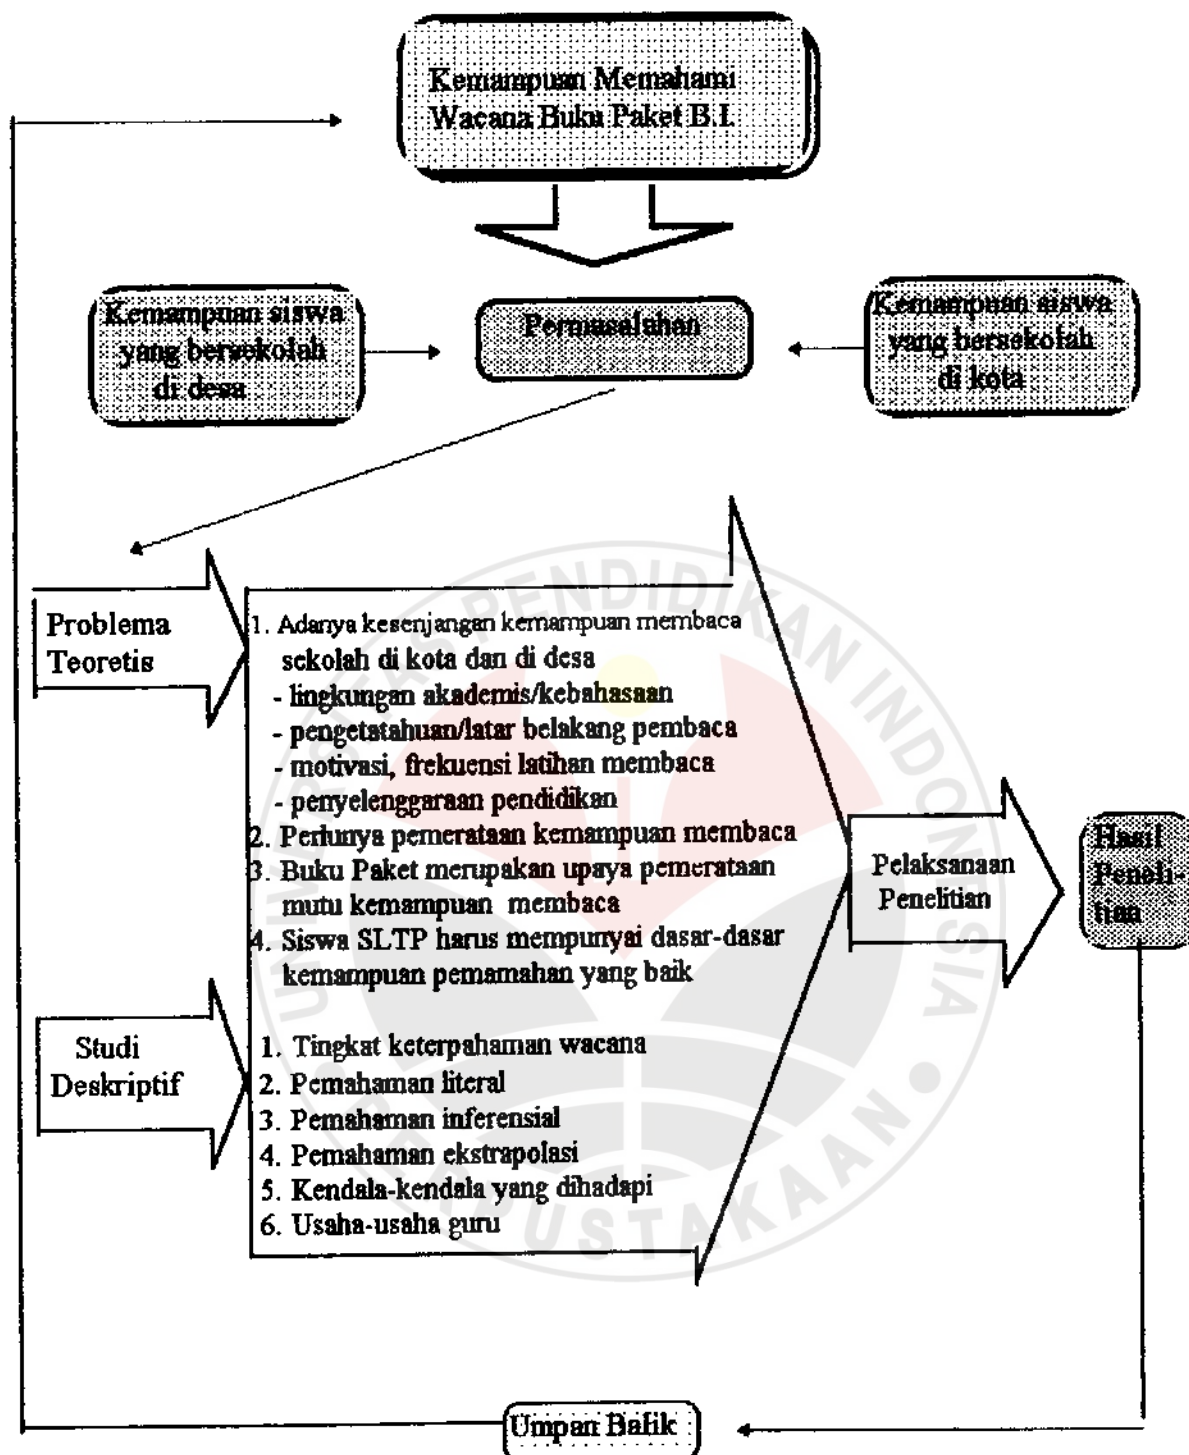 Kemampuan Memahami
Wacana Buku Paket B.I.
Kemampuan siswa
yang bersekolah
di desa
Permasalahan
Kemampuan siswa
yang bersekolah
di kota
Problema
Teoretis
1. Adanya kesenjangan kemampuan membaca
sekolah di kota dan di desa
- lingkungan akademis/kebahasaan
- pengetatahuan/latar belakang pembaca
- motivasi, frekuensi latihan membaca
- penyelenggaraan pendidikan
2. Perlunya pemerataan kemampuan membaca
3. Buku Paket merupakan upaya pemerataan
mutu kemampuan membaca
4. Siswa SLTP harus mempunyai dasar-dasar
kemampuan pemamahan yang baik
Studi
Deskriptif
1. Tingkat keterpahaman wacana
2. Pemahaman literal
3. Pemahaman inferensial
4. Pemahaman ekstrapolasi
5. Kendala-kendala yang dihadapi
6. Usaha-usaha guru
Pelaksanaan
Penelitian
Hasil
Peneli-
tian
Umpan Balik
UNIVERSITAS PENDIDIKAN INDONESIA
PERPUSTAKAAN